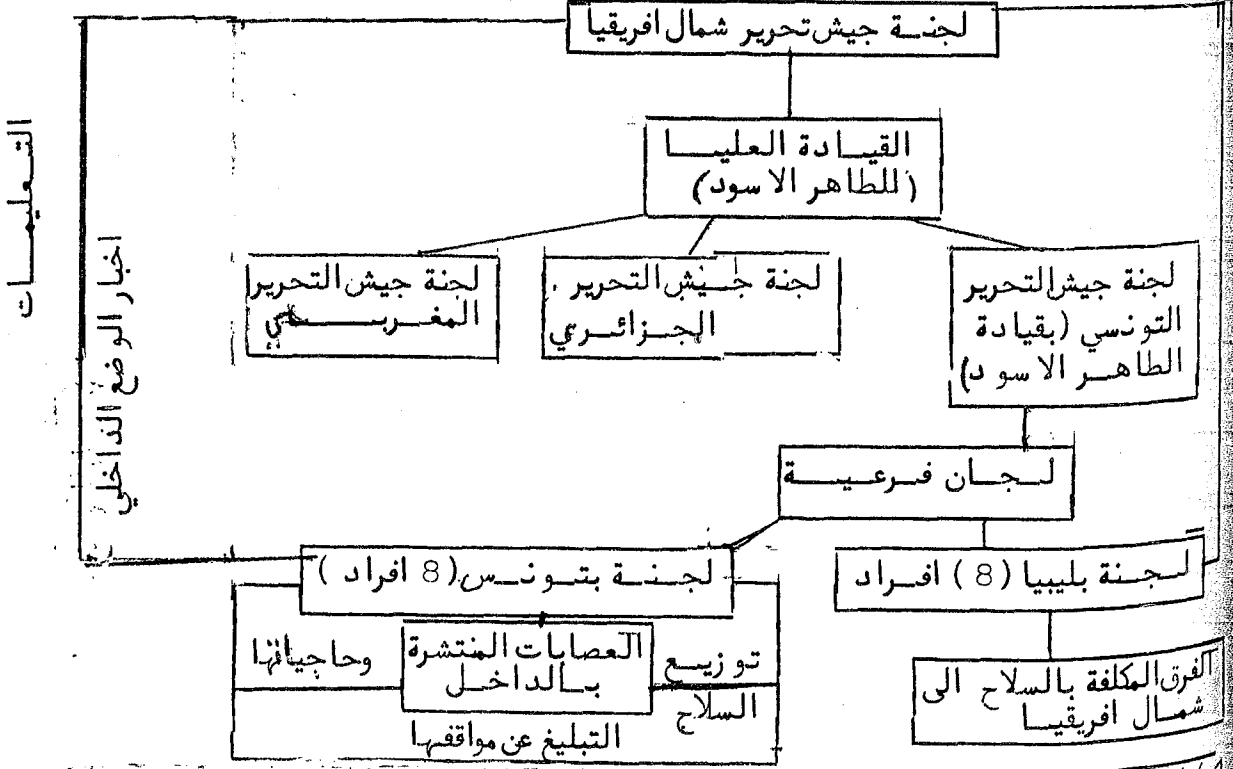 لجنة جيش تحرير شمال افريقيا
القيادة العليا
(للطاهر الاسود)
لجنة جيش التحرير
التونسي (بقيادة
الطاهر الاسود)
لجنة جيش التحرير
الجزائري
لجنة جيش التحرير
المغربي
لجان فرعية
لجنة بليبيا (8) افراد
لجنة بتونس (8 افراد)
الفرق المكلفة بالسلاح الى
شمال افريقيا
توزيع
السلاح
العصابات المنتشرة
بالداخل
وحاجياتها
التبليغ عن مواقفها
اخبار الوضع الداخلي
التعليمات